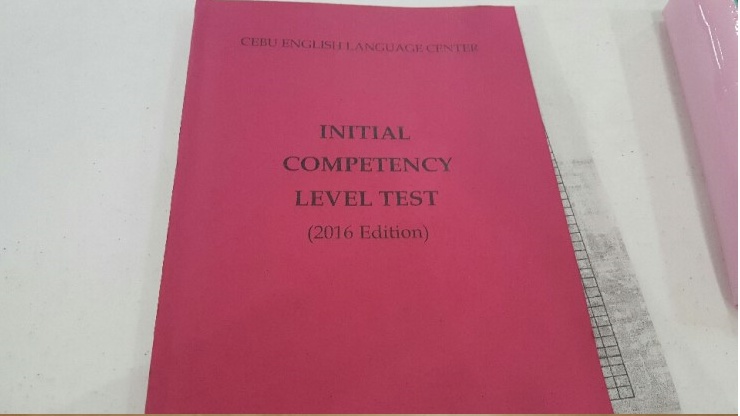 CEBU ENGLISH LANGUAGE CENTER
INITIAL
COMPETENCY
LEVEL TEST
(2016 Edition)